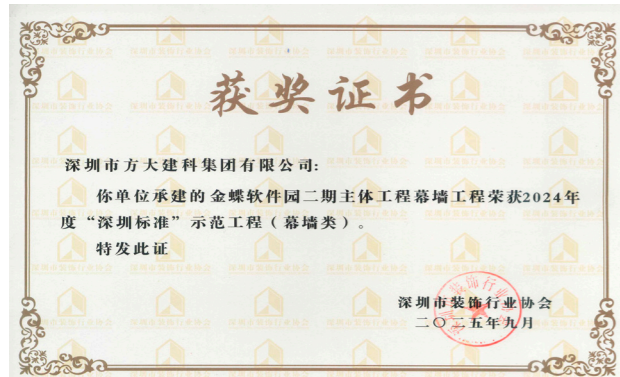 获奖证书
深圳市方大建科集团有限公司:
你单位承建的金蝶软件园二期主体工程幕墙工程荣获2024年
度“深圳标准”示范工程（幕墙类）。
特发此证
深圳市装饰行业协会
二〇二五年九月